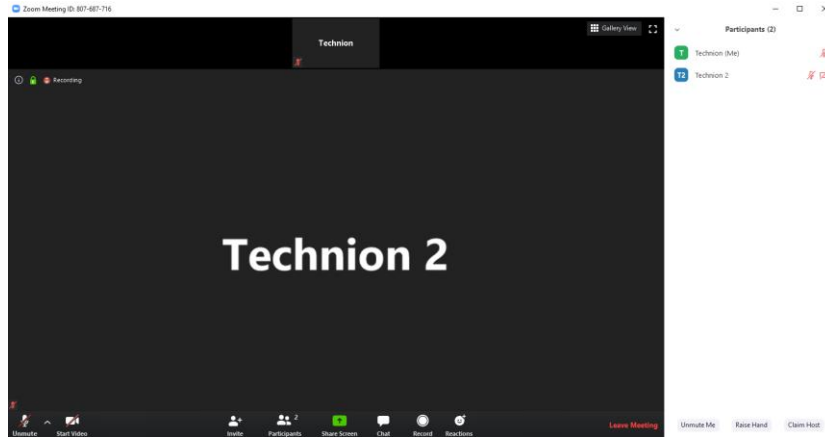 Zoom Meeting ID: 807-687-716
Technion
Gallery View
Participants (2)
T Technion (Me)
T2 Technion 2
Recording
Technion 2
Unmute
Start Video
Invite
Participants 2
Share Screen
Chat
Record
Reactions
Leave Meeting
Unmute Me
Raise Hand
Claim Host